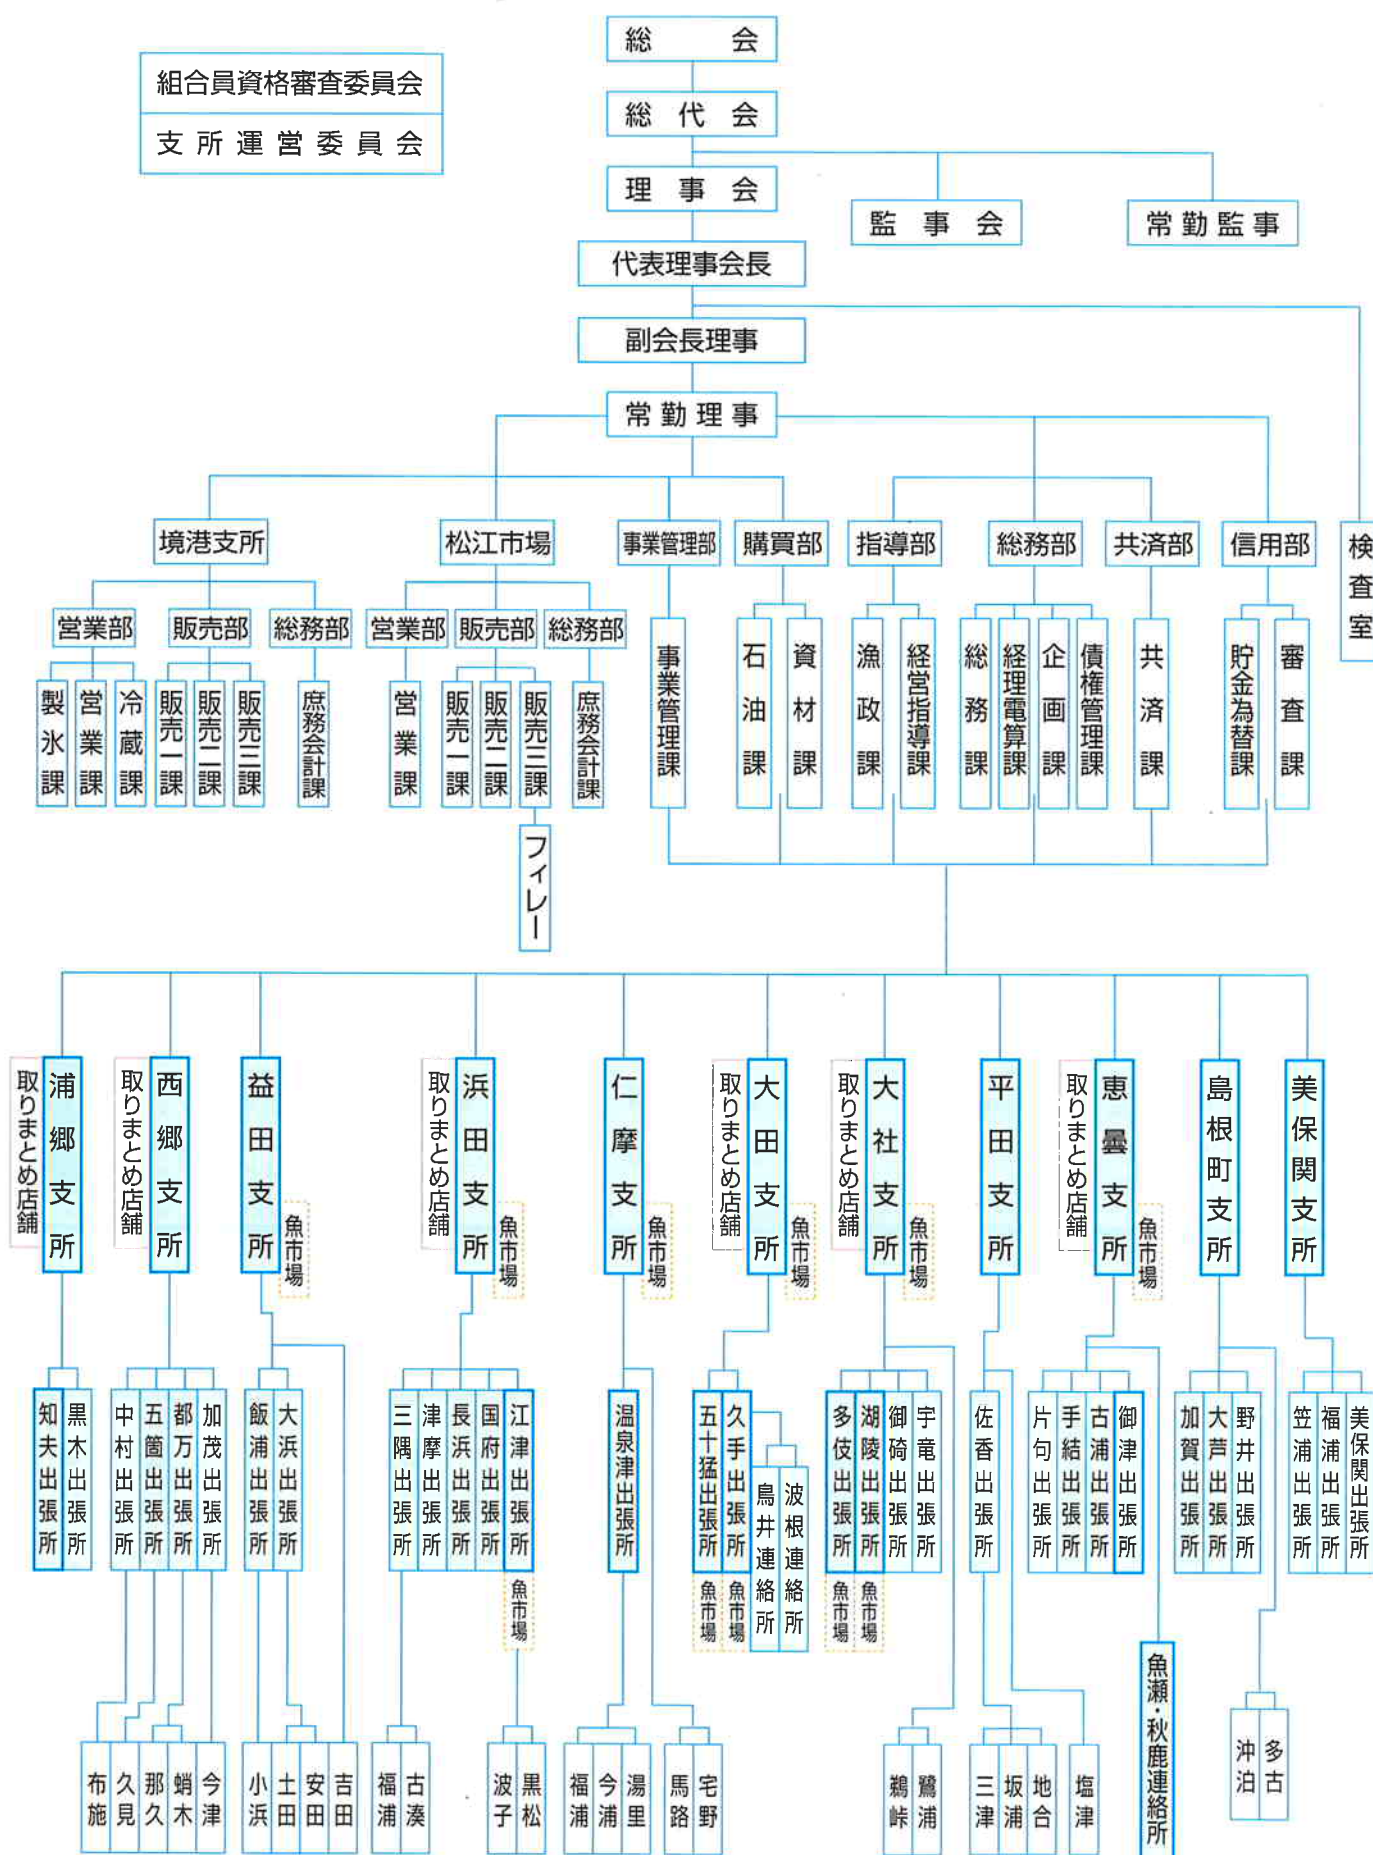 総会
組合員資格審査委員会
支所運営委員会
総代会
理事会
監事会
常勤監事
代表理事会長
副会長理事
常勤理事
境港支所
松江市場
事業管理部
購買部
指導部
総務部
共済部
信用部
検査室
営業部
販売部
総務部
営業部
販売部
総務部
製氷課
営業課
冷蔵課
販売一課
販売二課
販売三課
庶務会計課
営業課
販売一課
販売二課
販売三課
庶務会計課
事業管理課
石油課
資材課
漁政課
経営指導課
総務課
経理電算課
企画課
債権管理課
共済課
貯金為替課
審査課
フィレー
取りまとめ店舗
浦郷支所
取りまとめ店舗
西郷支所
益田支所
魚市場
取りまとめ店舗
浜田支所
魚市場
仁摩支所
魚市場
取りまとめ店舗
大田支所
魚市場
取りまとめ店舗
大社支所
魚市場
平田支所
取りまとめ店舗
恵曇支所
魚市場
島根町支所
美保関支所
知夫出張所
黒木出張所
中村出張所
五箇出張所
都万出張所
加茂出張所
飯浦出張所
大浜出張所
三隅出張所
津摩出張所
長浜出張所
国府出張所
江津出張所
魚市場
温泉津出張所
五十猛出張所
魚市場
久手出張所
魚市場
鳥井連絡所
波根連絡所
多伎出張所
魚市場
湖陵出張所
魚市場
御碕出張所
宇竜出張所
佐香出張所
片句出張所
手結出張所
古浦出張所
御津出張所
加賀出張所
大芦出張所
野井出張所
笠浦出張所
福浦出張所
美保関出張所
布施
久見
那久
蛸木
今津
小浜
土田
安田
吉田
福浦
古湊
波子
黒松
福浦
今浦
湯里
馬路
宅野
鵜峠
鷺浦
三津
坂浦
地合
塩津
魚瀬・秋鹿連絡所
沖泊
多古